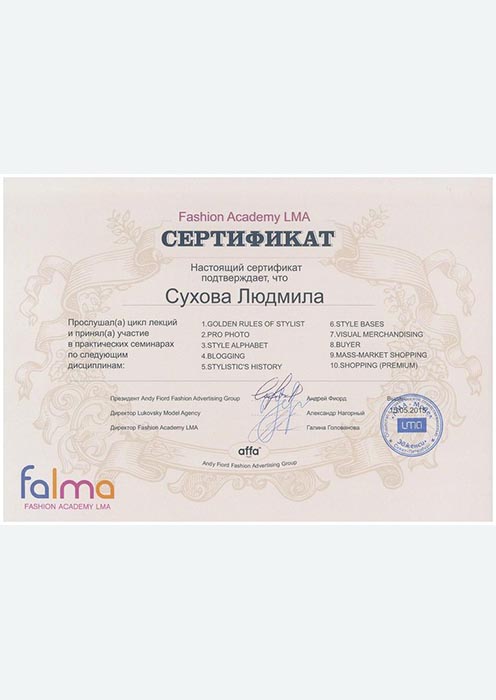 Fashion Academy LMA
СЕРТИФИКАТ
Настоящий сертификат
подтверждает, что
Сухова Людмила
Прослушал(а) цикл лекций
и принял(а) участие
в практических семинарах
по следующим
дисциплинам:
1.GOLDEN RULES OF STYLIST
2.PRO PHOTO
3.STYLE ALPHABET
4.BLOGGING
5.STYLISTIC'S HISTORY
6.STYLE BASES
7.VISUAL MERCHANDISING
8.BUYER
9.MASS-MARKET SHOPPING
10.SHOPPING (PREMIUM)
Президент Andy Fiord Fashion Advertising Group
Андрей Фиорд
Директор Lukovsky Model Agency
Александр Нагорный
Директор Fashion Academy LMA
Галина Голованова
.05.2015
LMA
affa
Andy Fiord Fashion Advertising Group
falma
FASHION ACADEMY LMA